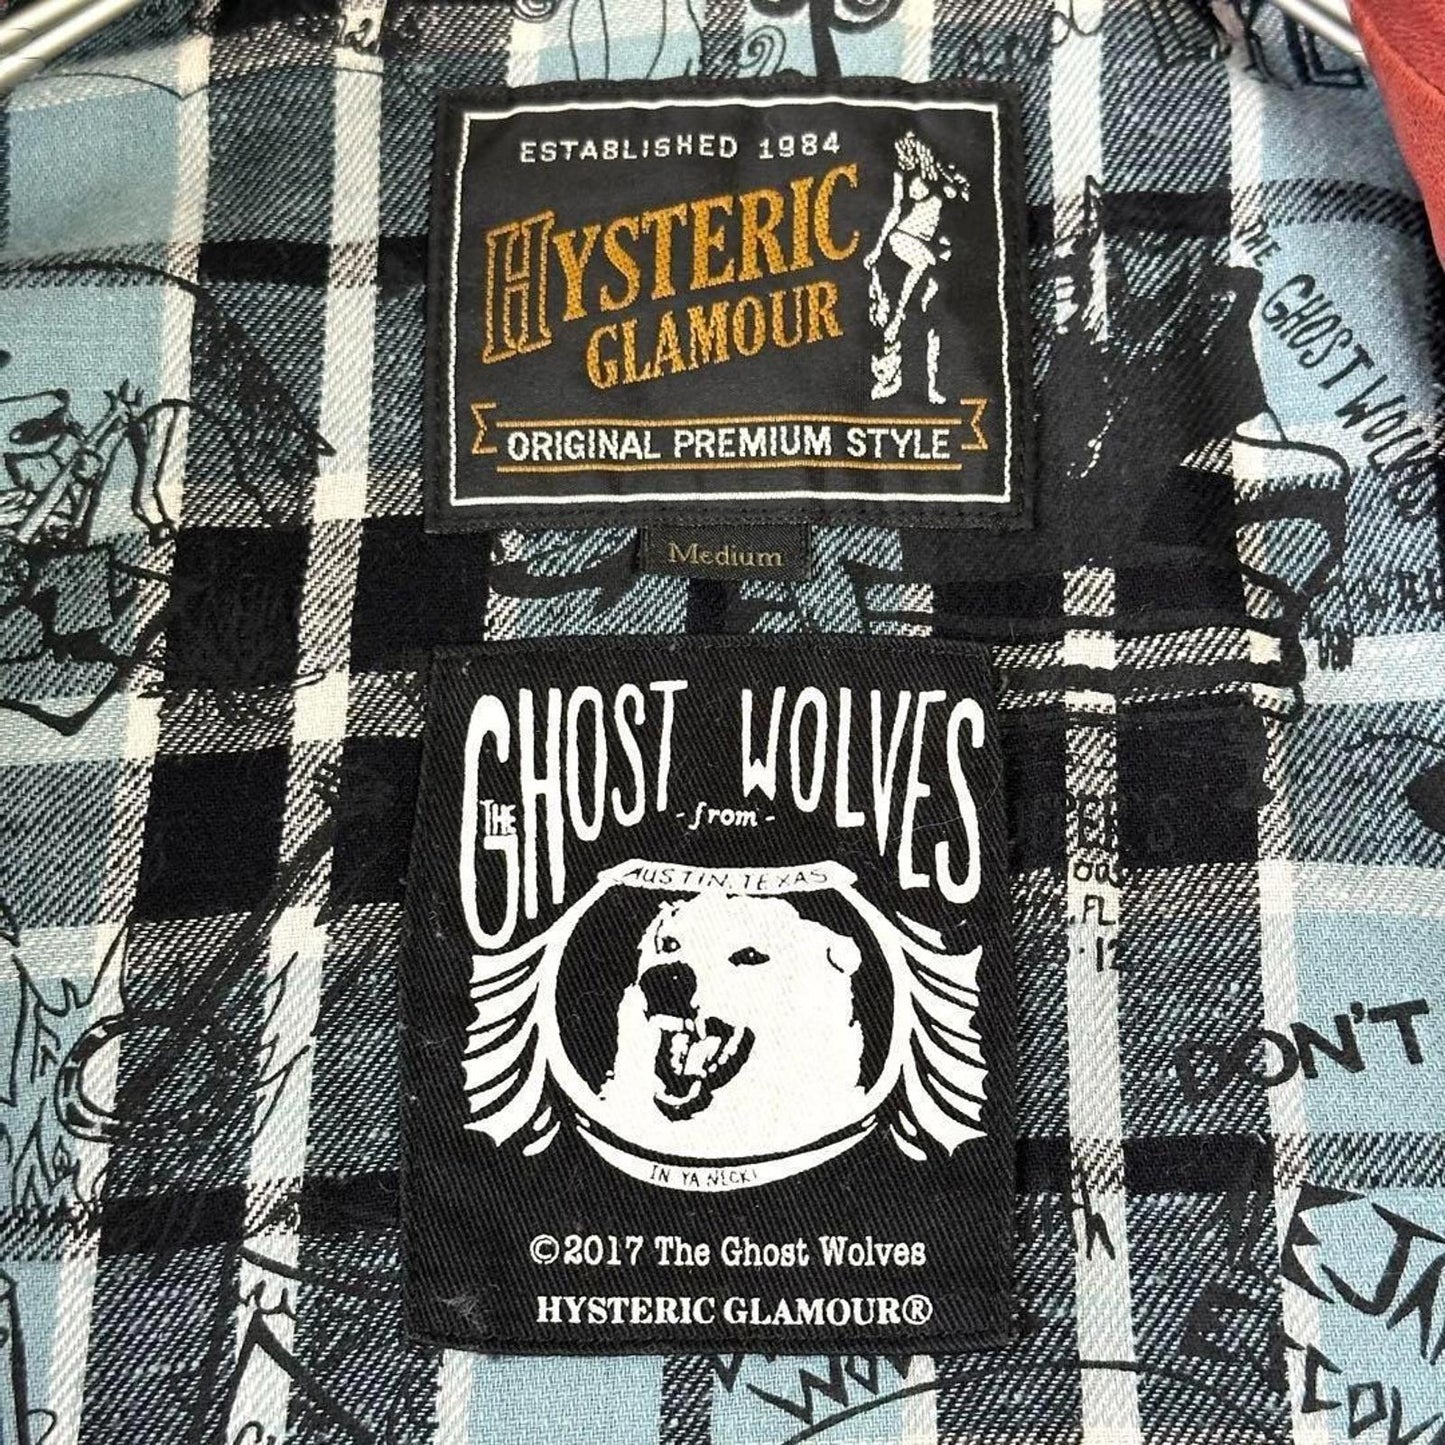 ESTABLISHED 1984
HYSTERIC
GLAMOUR
ORIGINAL PREMIUM STYLE
Medium
THE GHOST WOLVES
- from -
AUSTIN, TEXAS
IN YA NECK!
©2017 The Ghost Wolves
HYSTERIC GLAMOUR®
THE
GHOST WOLVES
DON'T